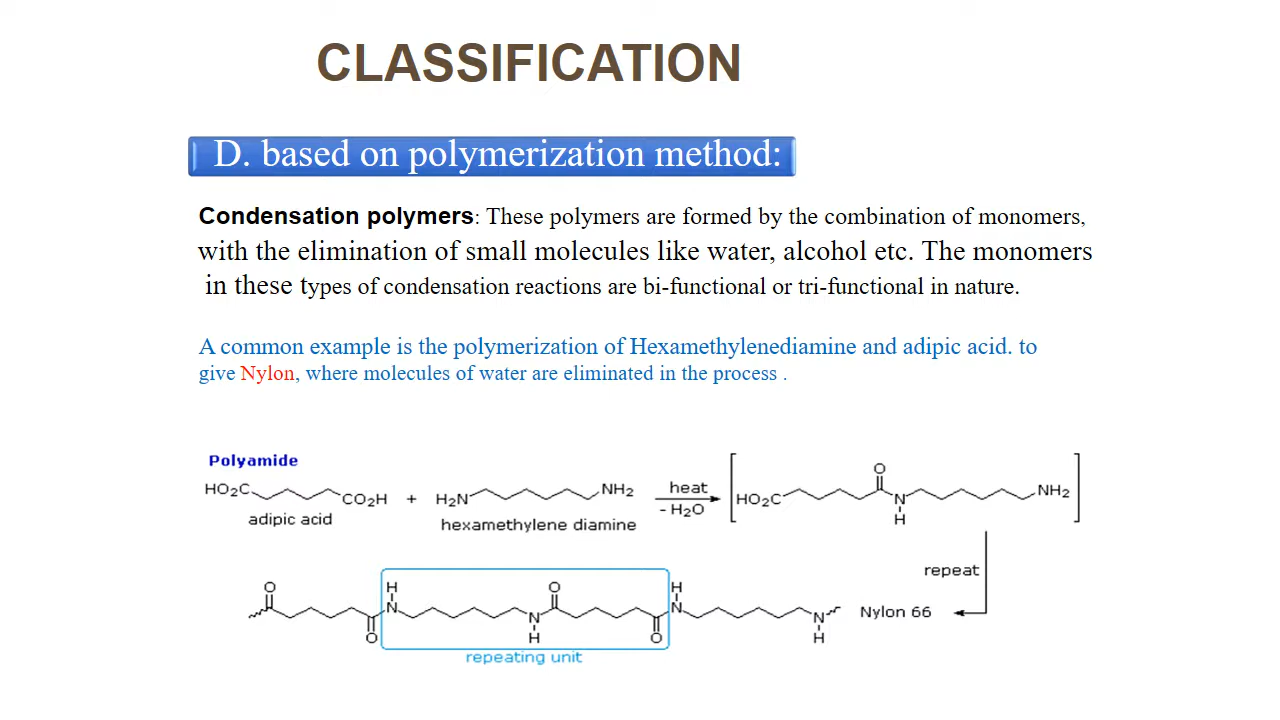 CLASSIFICATION
D. based on polymerization method:
Condensation polymers: These polymers are formed by the combination of monomers,
with the elimination of small molecules like water, alcohol etc. The monomers
in these types of condensation reactions are bi-functional or tri-functional in nature.
A common example is the polymerization of Hexamethylenediamine and adipic acid. to
give Nylon, where molecules of water are eliminated in the process .
Polyamide
HO2C CO2H + H2N NH2 heat HO2C O N NH2
adipic acid hexamethylene diamine - H2O H
repeat
O H O H
N N N N Nylon 66
O H O H
repeating unit